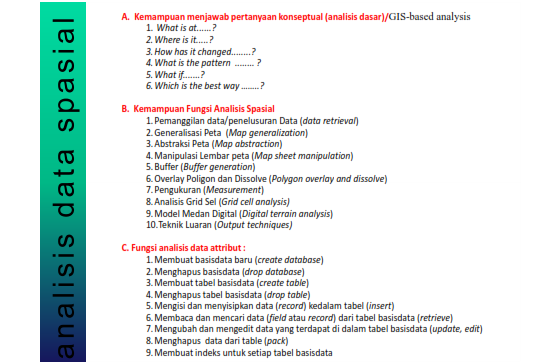 analisis data spasial
A. Kemampuan menjawab pertanyaan konseptual (analisis dasar)/GIS-based analysis
1. What is at......?
2. Where is it.....?
3. How has it changed........?
4. What is the pattern ........ ?
5. What if.......?
6. Which is the best way ........?
B. Kemampuan Fungsi Analisis Spasial
1. Pemanggilan data/penelusuran Data (data retrieval)
2. Generalisasi Peta (Map generalization)
3. Abstraksi Peta (Map abstraction)
4. Manipulasi Lembar peta (Map sheet manipulation)
5. Buffer (Buffer generation)
6. Overlay Poligon dan Dissolve (Polygon overlay and dissolve)
7. Pengukuran (Measurement)
8. Analisis Grid Sel (Grid cell analysis)
9. Model Medan Digital (Digital terrain analysis)
10. Teknik Luaran (Output techniques)
C. Fungsi analisis data attribut :
1. Membuat basisdata baru (create database)
2. Menghapus basisdata (drop database)
3. Membuat tabel basisdata (create table)
4. Menghapus tabel basisdata (drop table)
5. Mengisi dan menyisipkan data (record) kedalam tabel (insert)
6. Membaca dan mencari data (field atau record) dari tabel basisdata (retrieve)
7. Mengubah dan mengedit data yang terdapat di dalam tabel basisdata (update, edit)
8. Menghapus data dari table (pack)
9. Membuat indeks untuk setiap tabel basisdata